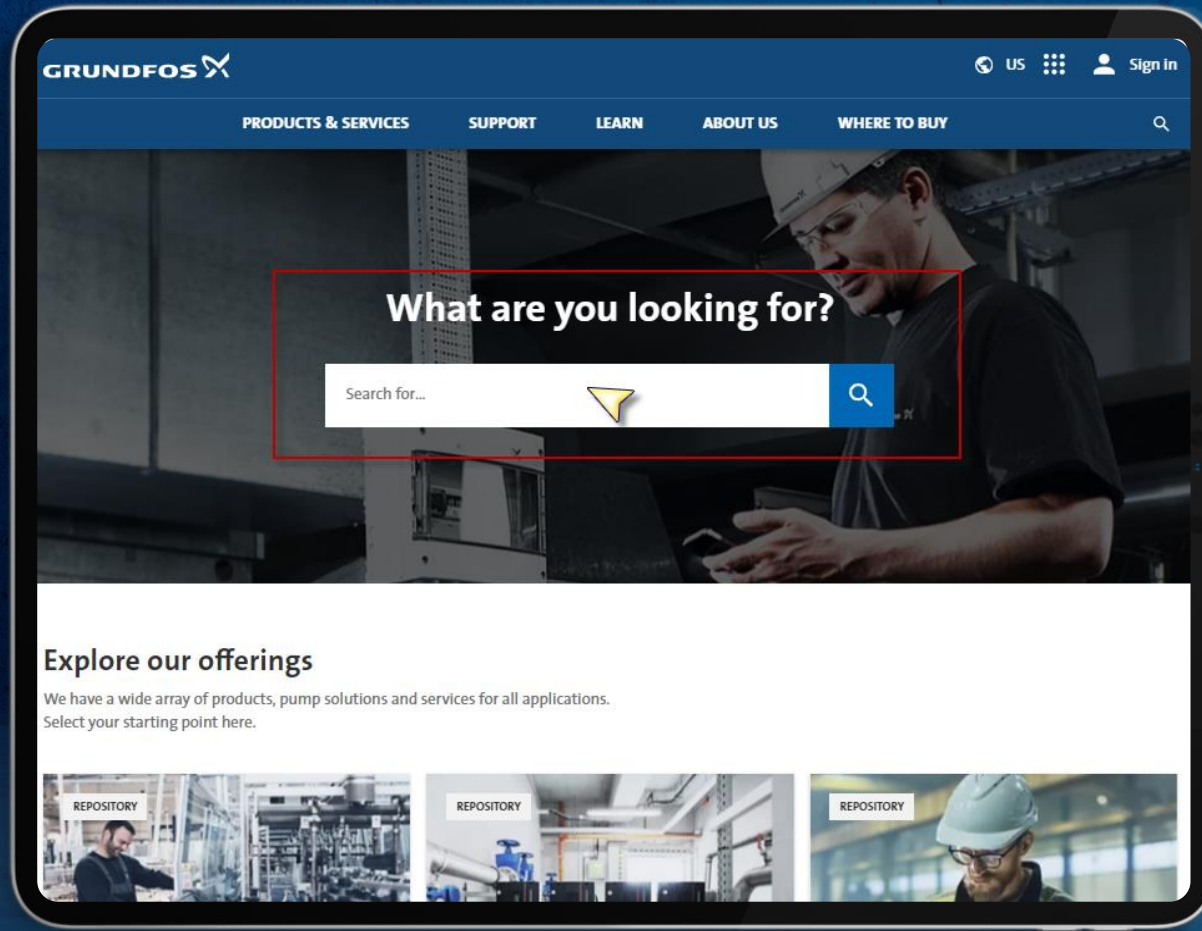 GRUNDFOS
US
Sign in
PRODUCTS & SERVICES SUPPORT LEARN ABOUT US WHERE TO BUY
What are you looking for?
Search for...
Explore our offerings
We have a wide array of products, pump solutions and services for all applications.
Select your starting point here.
REPOSITORY
REPOSITORY
REPOSITORY